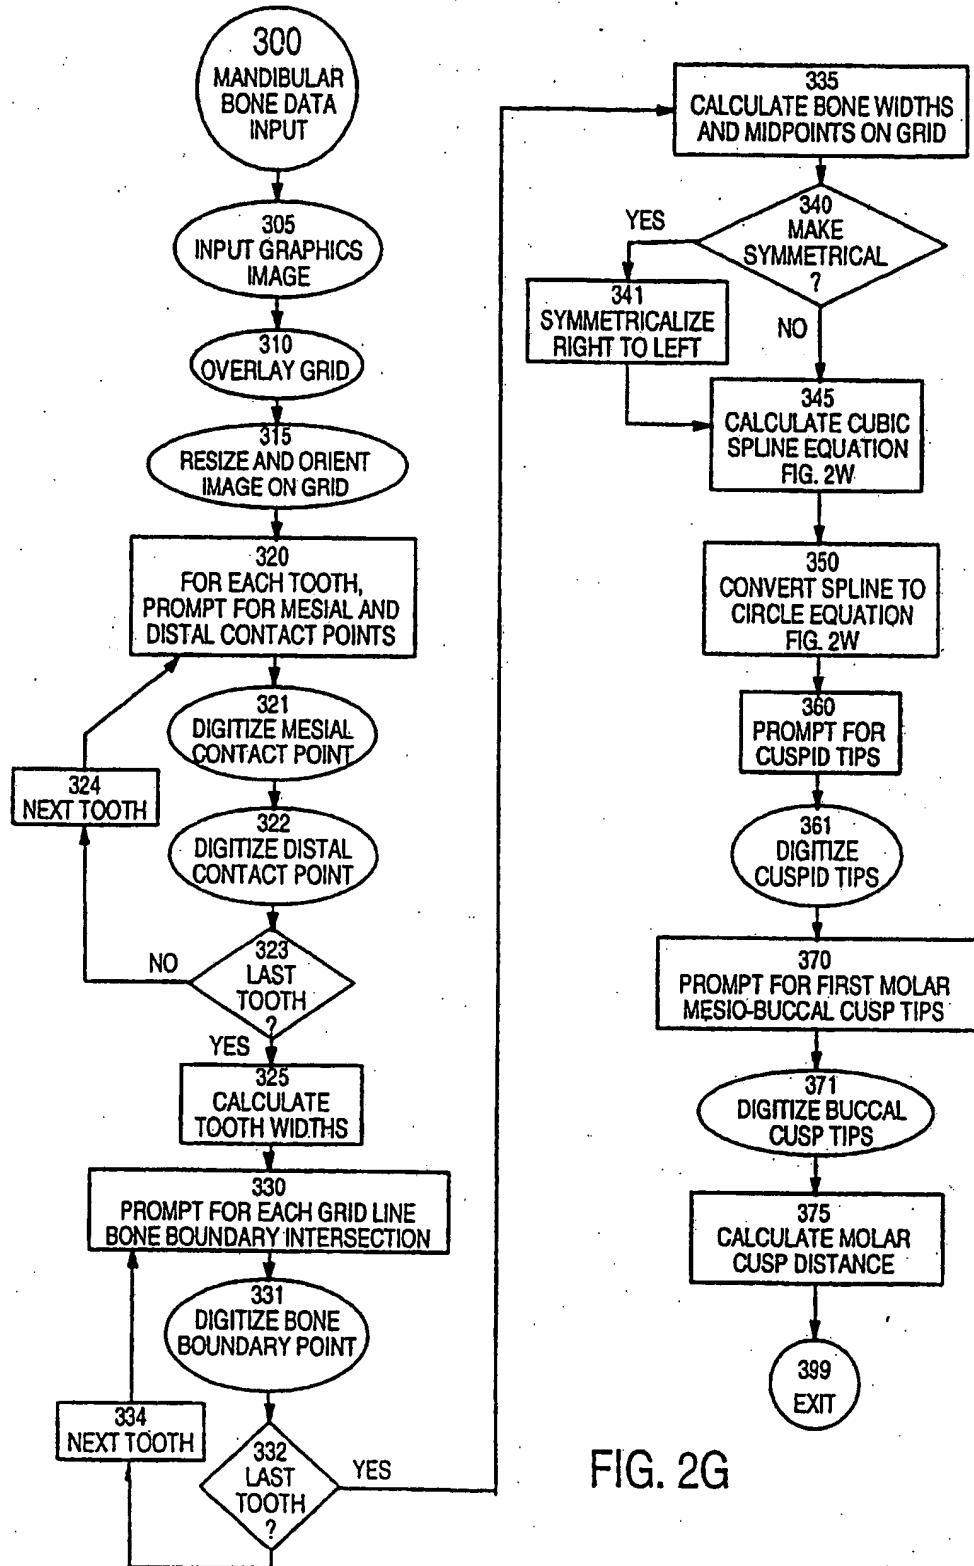 300
MANDIBULAR
BONE DATA
INPUT
305
INPUT GRAPHICS
IMAGE
310
OVERLAY GRID
315
RESIZE AND ORIENT
IMAGE ON GRID
320
FOR EACH TOOTH,
PROMPT FOR MESIAL AND
DISTAL CONTACT POINTS
321
DIGITIZE MESIAL
CONTACT POINT
324
NEXT TOOTH
322
DIGITIZE DISTAL
CONTACT POINT
323
LAST
TOOTH
?
NO
YES
325
CALCULATE
TOOTH WIDTHS
330
PROMPT FOR EACH GRID LINE
BONE BOUNDARY INTERSECTION
331
DIGITIZE BONE
BOUNDARY POINT
334
NEXT TOOTH
332
LAST
TOOTH
?
YES
335
CALCULATE BONE WIDTHS
AND MIDPOINTS ON GRID
340
MAKE
SYMMETRICAL
?
YES
341
SYMMETRICALIZE
RIGHT TO LEFT
NO
345
CALCULATE CUBIC
SPLINE EQUATION
FIG. 2W
350
CONVERT SPLINE TO
CIRCLE EQUATION
FIG. 2W
360
PROMPT FOR
CUSPID TIPS
361
DIGITIZE
CUSPID TIPS
370
PROMPT FOR FIRST MOLAR
MESIO-BUCCAL CUSP TIPS
371
DIGITIZE BUCCAL
CUSP TIPS
375
CALCULATE MOLAR
CUSP DISTANCE
399
EXIT
FIG. 2G